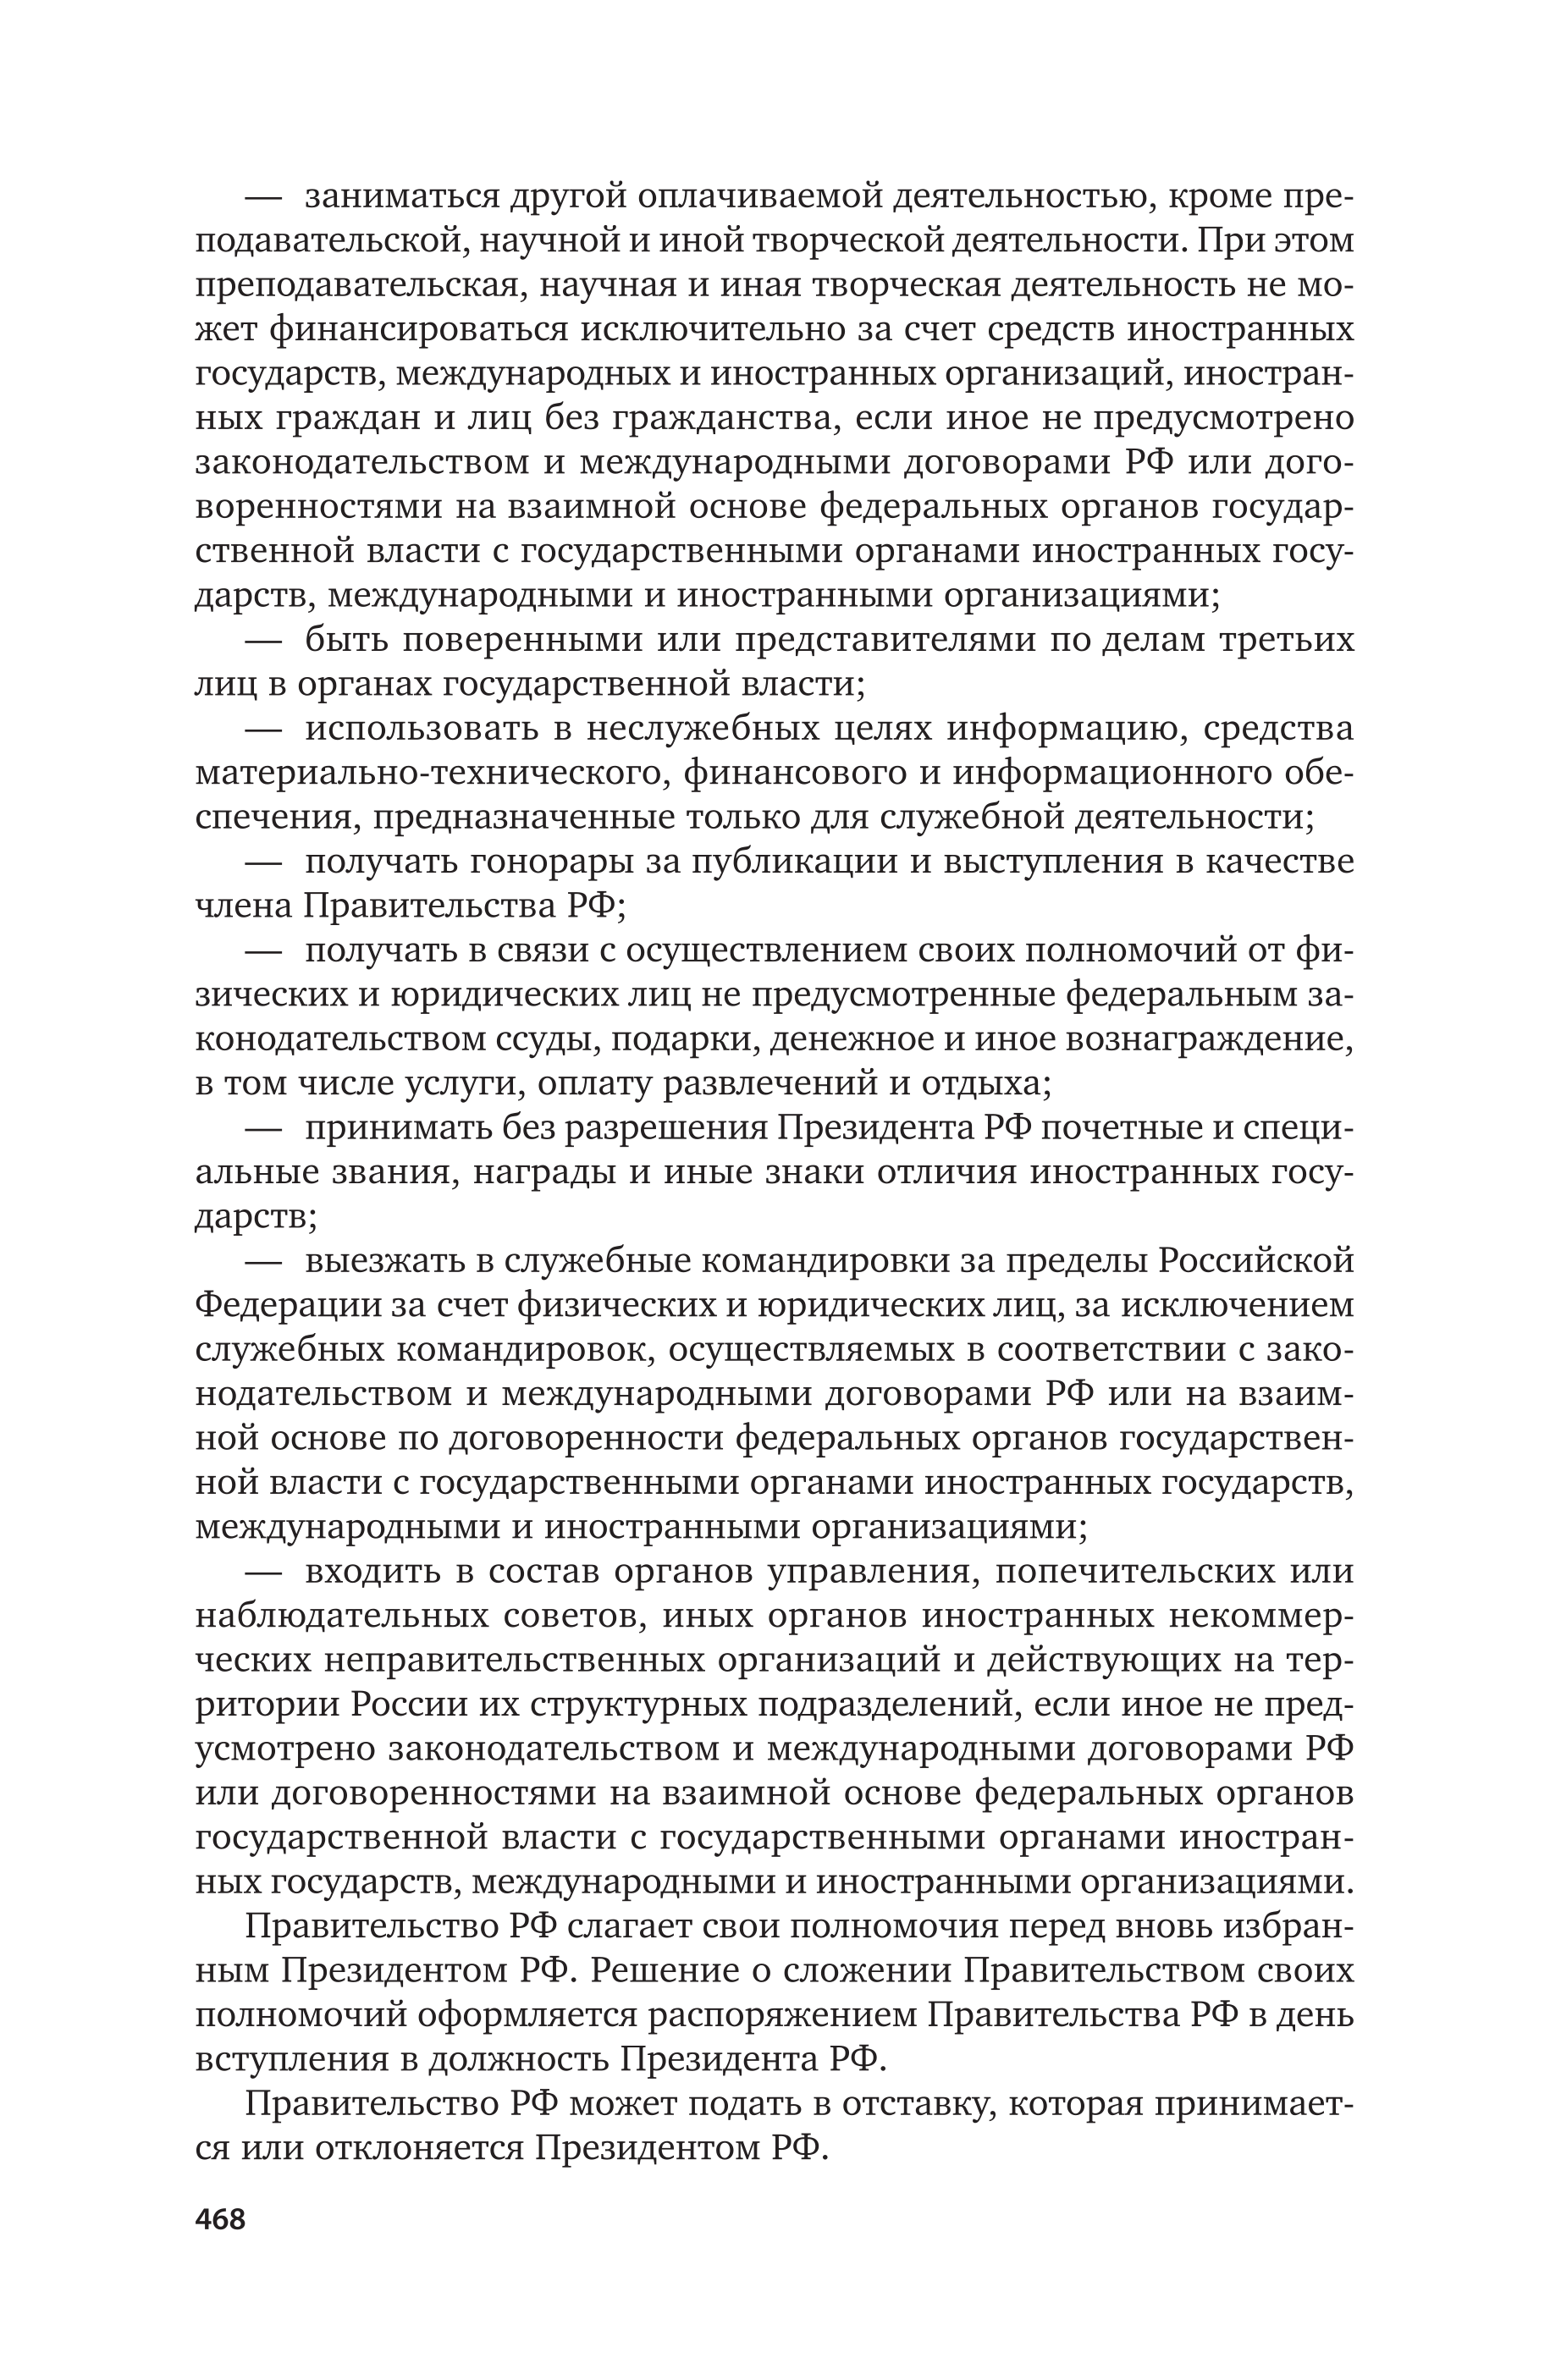 — заниматься другой оплачиваемой деятельностью, кроме пре-
подавательской, научной и иной творческой деятельности. При этом
преподавательская, научная и иная творческая деятельность не мо-
жет финансироваться исключительно за счет средств иностранных
государств, международных и иностранных организаций, иностран-
ных граждан и лиц без гражданства, если иное не предусмотрено
законодательством и международными договорами РФ или дого-
воренностями на взаимной основе федеральных органов государ-
ственной власти с государственными органами иностранных госу-
дарств, международными и иностранными организациями;
— быть поверенными или представителями по делам третьих
лиц в органах государственной власти;
— использовать в неслужебных целях информацию, средства
материально-технического, финансового и информационного обе-
спечения, предназначенные только для служебной деятельности;
— получать гонорары за публикации и выступления в качестве
члена Правительства РФ;
— получать в связи с осуществлением своих полномочий от фи-
зических и юридических лиц не предусмотренные федеральным за-
конодательством ссуды, подарки, денежное и иное вознаграждение,
в том числе услуги, оплату развлечений и отдыха;
— принимать без разрешения Президента РФ почетные и специ-
альные звания, награды и иные знаки отличия иностранных госу-
дарств;
— выезжать в служебные командировки за пределы Российской
Федерации за счет физических и юридических лиц, за исключением
служебных командировок, осуществляемых в соответствии с зако-
нодательством и международными договорами РФ или на взаим-
ной основе по договоренности федеральных органов государствен-
ной власти с государственными органами иностранных государств,
международными и иностранными организациями;
— входить в состав органов управления, попечительских или
наблюдательных советов, иных органов иностранных некоммер-
ческих неправительственных организаций и действующих на тер-
ритории России их структурных подразделений, если иное не пред-
усмотрено законодательством и международными договорами РФ
или договоренностями на взаимной основе федеральных органов
государственной власти с государственными органами иностран-
ных государств, международными и иностранными организациями.
Правительство РФ слагает свои полномочия перед вновь избран-
ным Президентом РФ. Решение о сложении Правительством своих
полномочий оформляется распоряжением Правительства РФ в день
вступления в должность Президента РФ.
Правительство РФ может подать в отставку, которая принимает-
ся или отклоняется Президентом РФ.
468